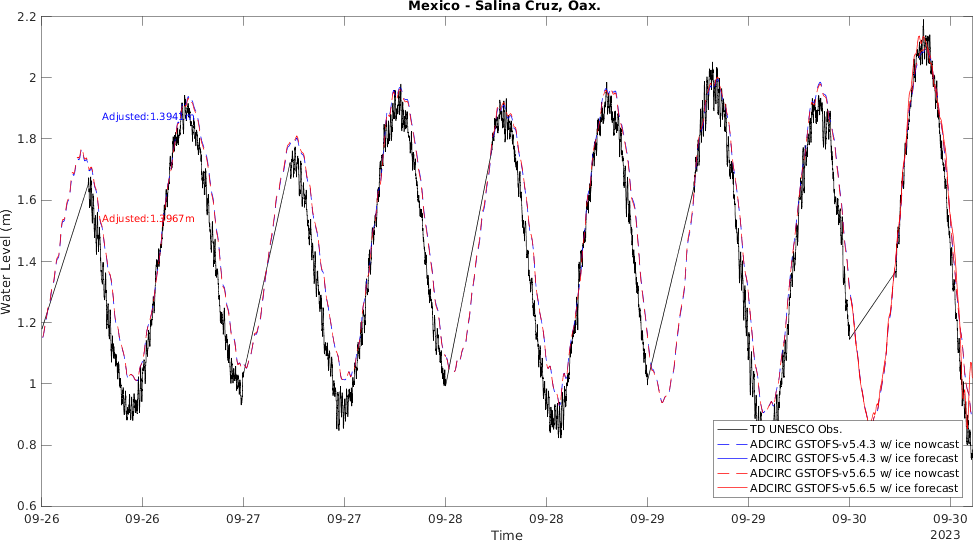 Mexico - Salina Cruz, Oax.
2.2
2
1.8
1.6
1.4
1.2
1
0.8
0.6
Water Level (m)
Adjusted:1.394
Adjusted:1.3967m
TD UNESCO Obs.
ADCIRC GSTOFS-v5.4.3 w/ ice nowcast
ADCIRC GSTOFS-v5.4.3 w/ ice forecast
ADCIRC GSTOFS-v5.6.5 w/ ice nowcast
ADCIRC GSTOFS-v5.6.5 w/ ice forecast
09-26 09-26 09-27 09-27 09-28 09-28 09-29 09-29 09-30 09-30
2023
Time